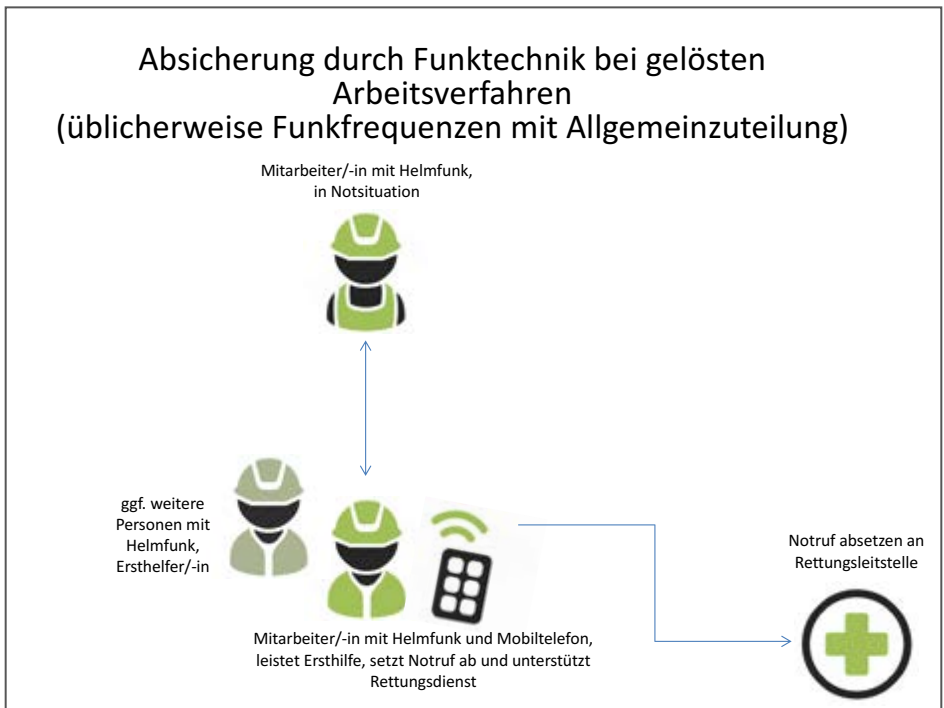 Absicherung durch Funktechnik bei gelösten
Arbeitsverfahren
(üblicherweise Funkfrequenzen mit Allgemeinzuteilung)
Mitarbeiter/-in mit Helmfunk,
in Notsituation
ggf. weitere
Personen mit
Helmfunk,
Ersthelfer/-in
Notruf absetzen an
Rettungsleitstelle
Mitarbeiter/-in mit Helmfunk und Mobiltelefon,
leistet Ersthilfe, setzt Notruf ab und unterstützt
Rettungsdienst